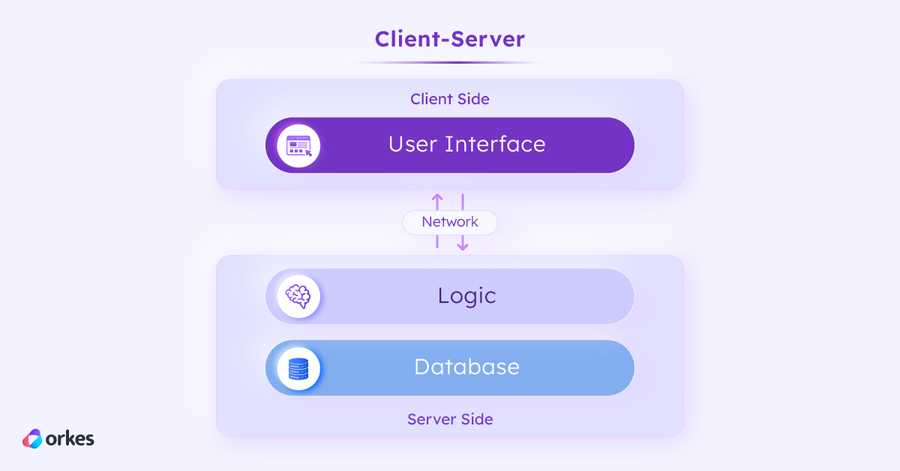 Client-Server
Client Side
User Interface
Network
Logic
Database
Server Side
orkes